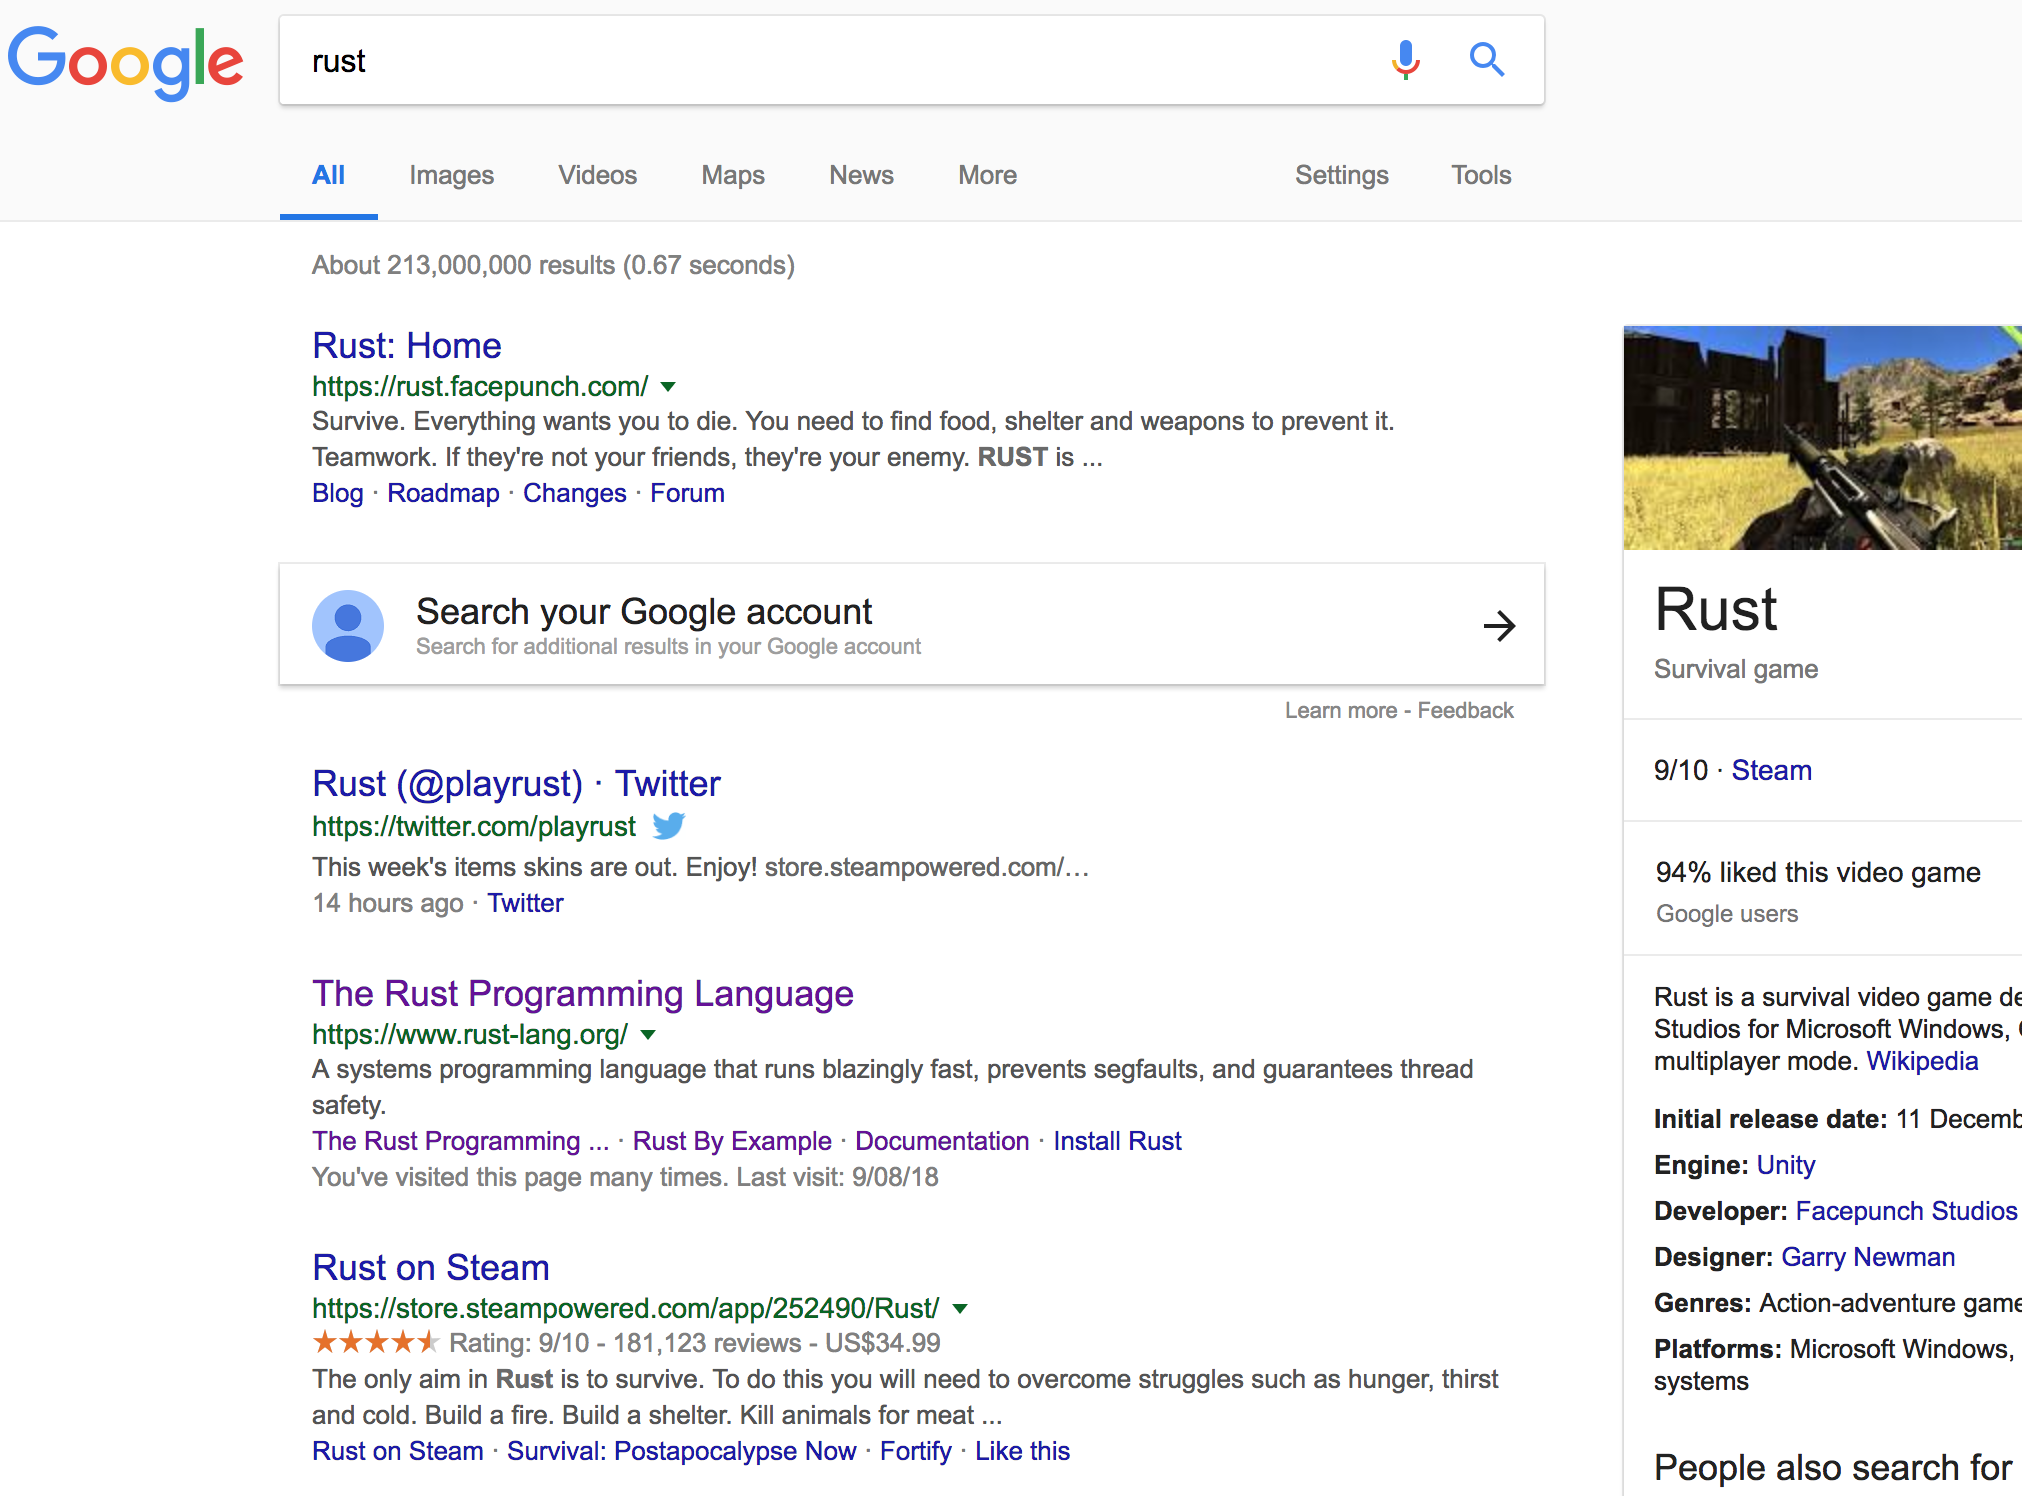 Google
rust
All Images Videos Maps News More Settings Tools
About 213,000,000 results (0.67 seconds)
Rust: Home
https://rust.facepunch.com/
Survive. Everything wants you to die. You need to find food, shelter and weapons to prevent it.
Teamwork. If they're not your friends, they're your enemy. RUST is ...
Blog · Roadmap · Changes · Forum
Search your Google account
Search for additional results in your Google account
Learn more - Feedback
Rust (@playrust) · Twitter
https://twitter.com/playrust
This week's items skins are out. Enjoy! store.steampowered.com/…
14 hours ago · Twitter
The Rust Programming Language
https://www.rust-lang.org/
A systems programming language that runs blazingly fast, prevents segfaults, and guarantees thread
safety.
The Rust Programming ... · Rust By Example · Documentation · Install Rust
You've visited this page many times. Last visit: 9/08/18
Rust on Steam
https://store.steampowered.com/app/252490/Rust/
Rating: 9/10 - 181,123 reviews - US$34.99
The only aim in Rust is to survive. To do this you will need to overcome struggles such as hunger, thirst
and cold. Build a fire. Build a shelter. Kill animals for meat ...
Rust on Steam · Survival: Postapocalypse Now · Fortify · Like this
Rust
Survival game
9/10 · Steam
94% liked this video game
Google users
Rust is a survival video game de
Studios for Microsoft Windows,
multiplayer mode. Wikipedia
Initial release date: 11 Decemb
Engine: Unity
Developer: Facepunch Studios
Designer: Garry Newman
Genres: Action-adventure game
Platforms: Microsoft Windows,
systems
People also search for